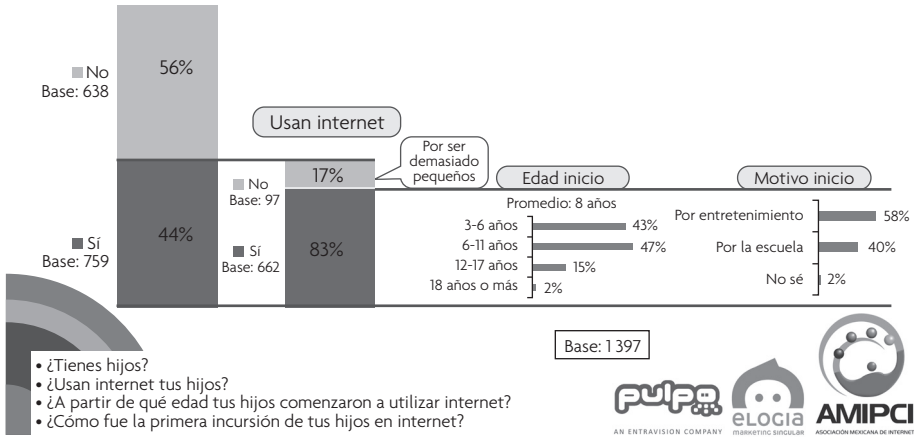 56%
No
Base: 638
Usan internet
Por ser
demasiado
pequeños
17%
No
Base: 97
Edad inicio
Motivo inicio
Promedio: 8 años
3-6 años
43%
6-11 años
47%
12-17 años
15%
18 años o más
2%
Por entretenimiento
58%
Por la escuela
40%
No sé
2%
44%
Sí
Base: 759
Sí
Base: 662
83%
Base: 1 397
• ¿Tienes hijos?
• ¿Usan internet tus hijos?
• ¿A partir de qué edad tus hijos comenzaron a utilizar internet?
• ¿Cómo fue la primera incursión de tus hijos en internet?
pulpo
AN ENTRAVISION COMPANY
eLOGIA
MARKETING SINGULAR
AMIPCI
ASOCIACIÓN MEXICANA DE INTERNET